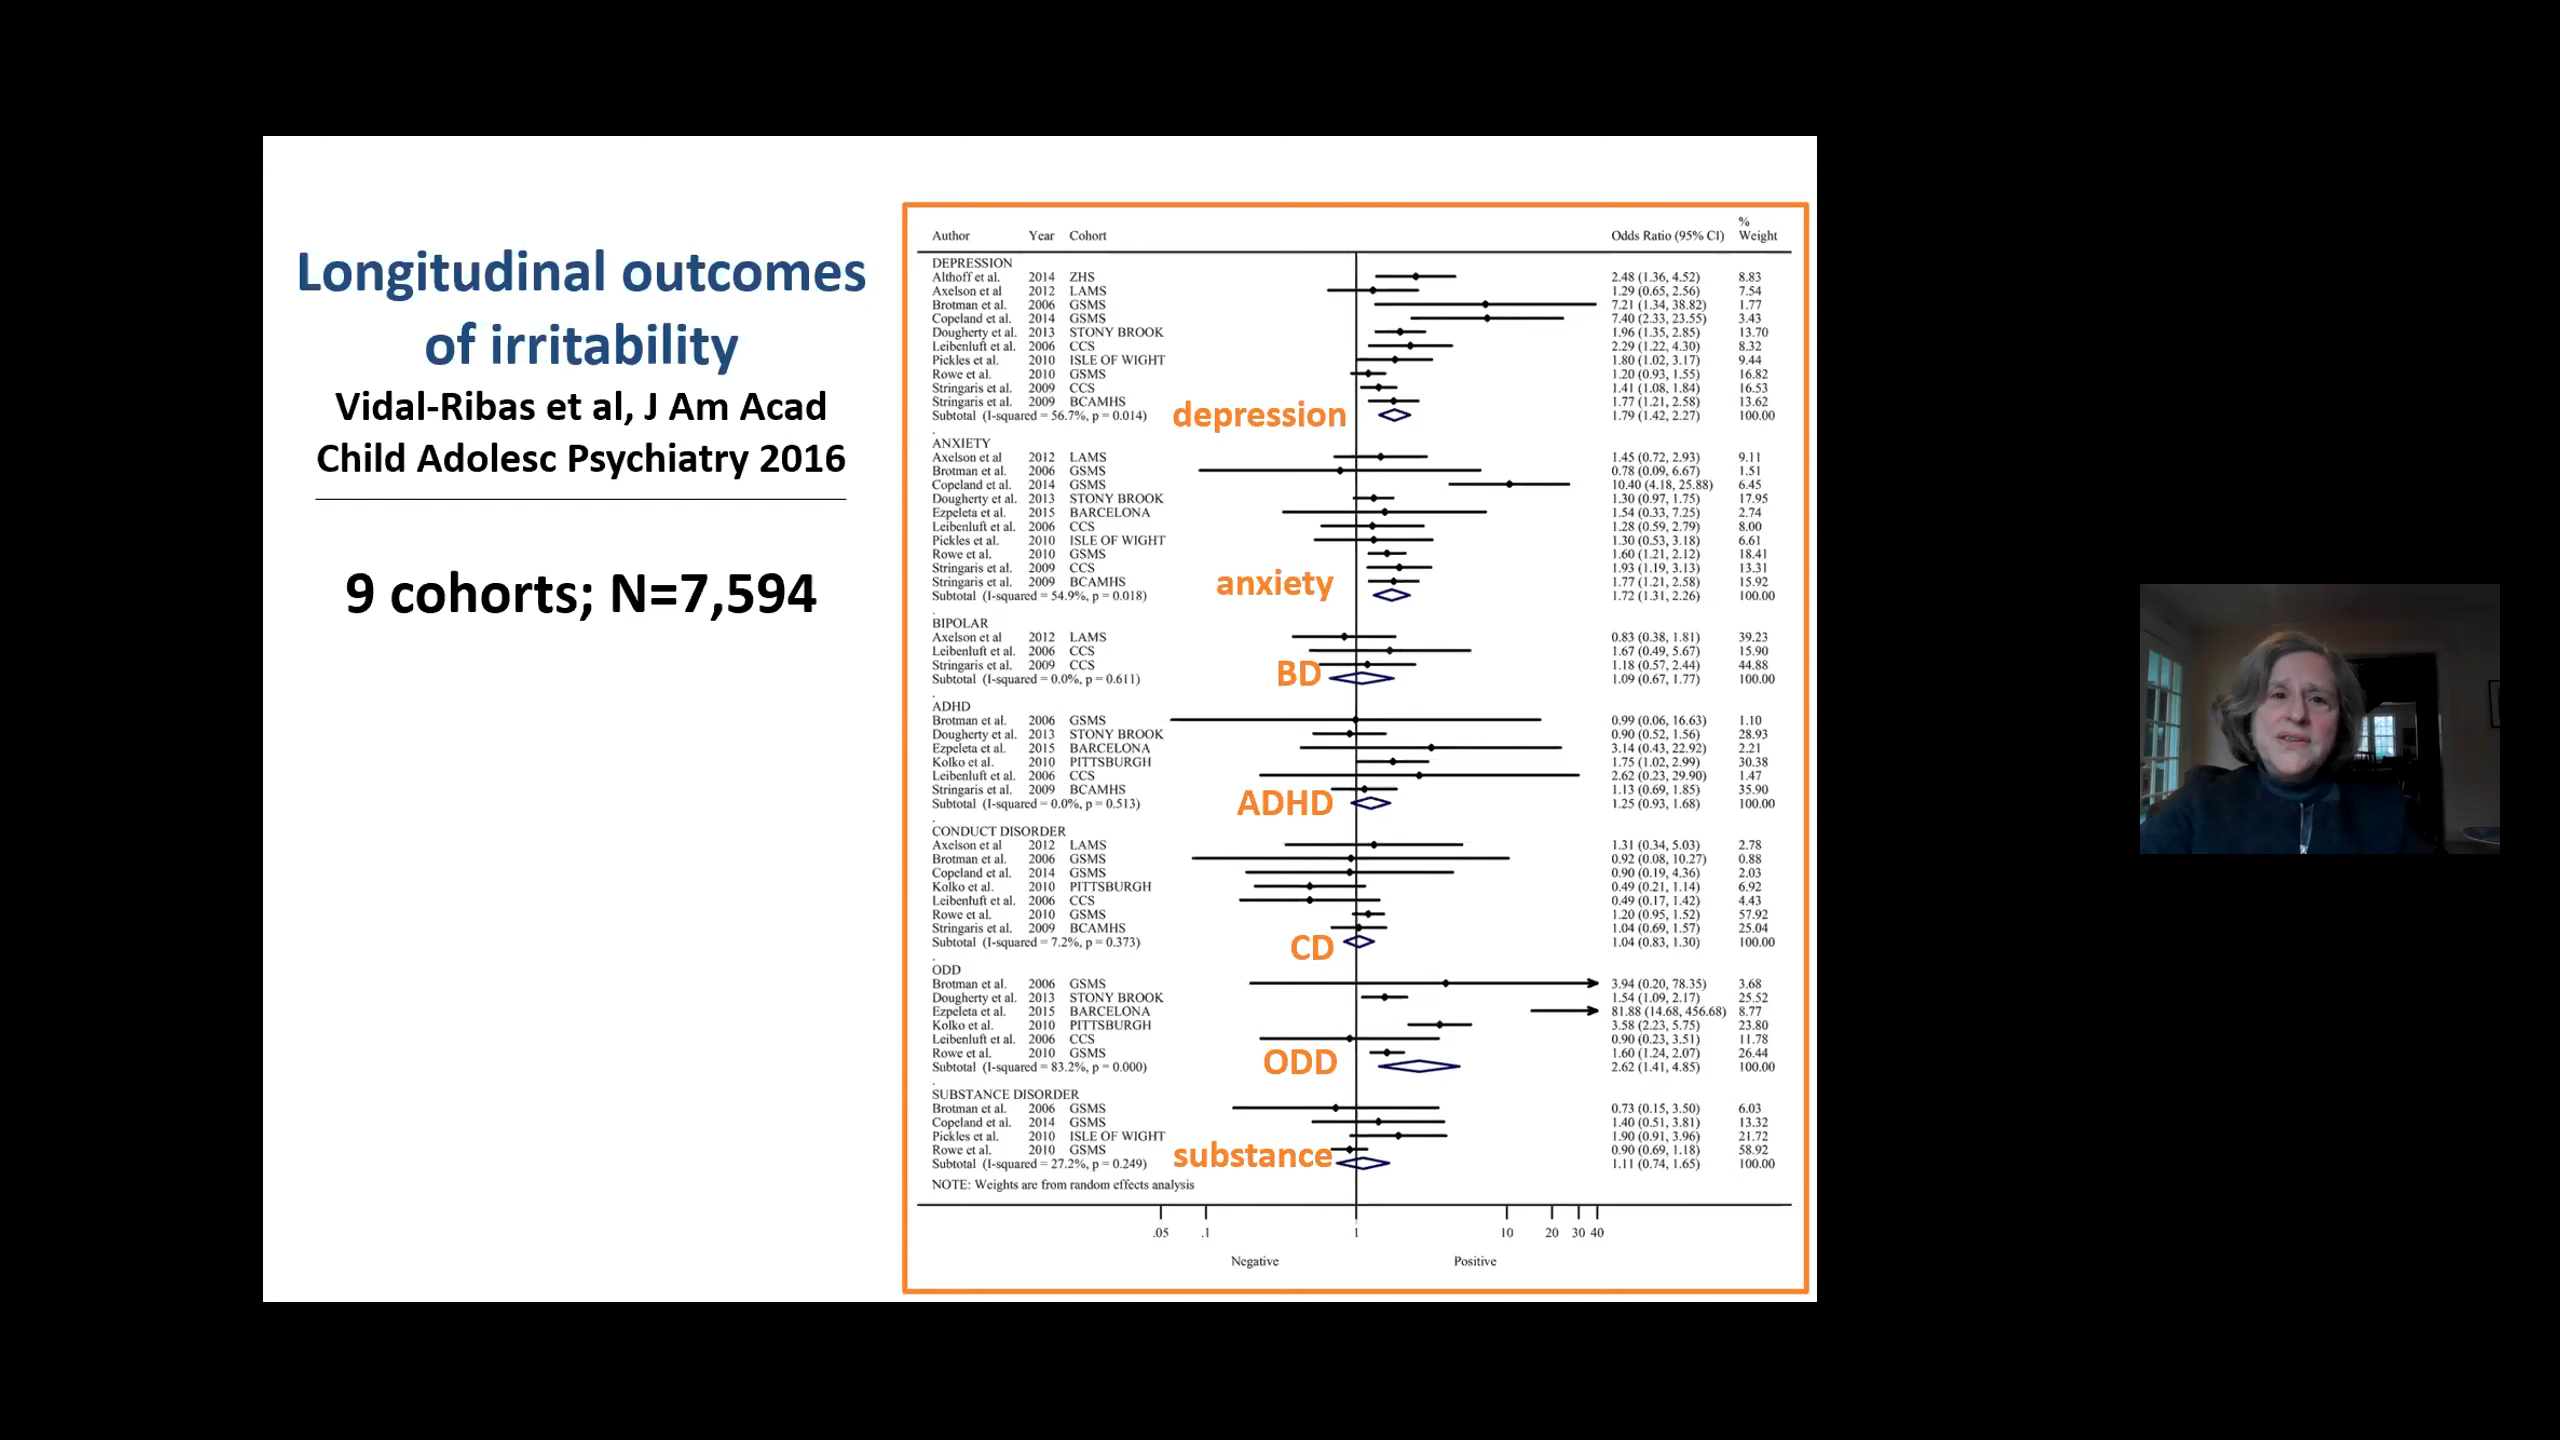 Longitudinal outcomes
of irritability
Vidal-Ribas et al, J Am Acad
Child Adolesc Psychiatry 2016
9 cohorts; N=7,594
%
Author Year Cohort Odds Ratio (95% CI) Weight
DEPRESSION
Althoff et al. 2014 ZHS 2.48 (1.36, 4.52) 8.83
Axelson et al 2012 LAMS 1.29 (0.65, 2.56) 7.54
Brotman et al. 2006 GSMS 7.21 (1.34, 38.82) 1.77
Copeland et al. 2014 GSMS 7.40 (2.33, 23.55) 3.43
Dougherty et al. 2013 STONY BROOK 1.96 (1.35, 2.85) 13.70
Leibenluft et al. 2006 CCS 2.29 (1.22, 4.30) 8.32
Pickles et al. 2010 ISLE OF WIGHT 1.80 (1.02, 3.17) 9.44
Rowe et al. 2010 GSMS 1.20 (0.93, 1.55) 16.82
Stringaris et al. 2009 CCS 1.41 (1.08, 1.84) 16.53
Stringaris et al. 2009 BCAMHS 1.77 (1.21, 2.58) 13.62
Subtotal (I-squared = 56.7%, p = 0.014) depression 1.79 (1.42, 2.27) 100.00
.
ANXIETY
Axelson et al 2012 LAMS 1.45 (0.72, 2.93) 9.11
Brotman et al. 2006 GSMS 0.78 (0.09, 6.67) 1.51
Copeland et al. 2014 GSMS 10.40 (4.18, 25.88) 6.45
Dougherty et al. 2013 STONY BROOK 1.30 (0.97, 1.75) 17.95
Ezpeleta et al. 2015 BARCELONA 1.54 (0.33, 7.25) 2.74
Leibenluft et al. 2006 CCS 1.28 (0.59, 2.79) 8.00
Pickles et al. 2010 ISLE OF WIGHT 1.30 (0.53, 3.18) 6.61
Rowe et al. 2010 GSMS 1.60 (1.21, 2.12) 18.41
Stringaris et al. 2009 CCS 1.93 (1.19, 3.13) 13.31
Stringaris et al. 2009 BCAMHS 1.77 (1.21, 2.58) 15.92
anxiety
Subtotal (I-squared = 54.9%, p = 0.018) 1.72 (1.31, 2.26) 100.00
.
BIPOLAR
Axelson et al 2012 LAMS 0.83 (0.38, 1.81) 39.23
Leibenluft et al. 2006 CCS 1.67 (0.49, 5.67) 15.90
Stringaris et al. 2009 CCS 1.18 (0.57, 2.44) 44.88
BD
Subtotal (I-squared = 0.0%, p = 0.611) 1.09 (0.67, 1.77) 100.00
.
ADHD
Brotman et al. 2006 GSMS 0.99 (0.06, 16.63) 1.10
Dougherty et al. 2013 STONY BROOK 0.90 (0.52, 1.56) 28.93
Ezpeleta et al. 2015 BARCELONA 3.14 (0.43, 22.92) 2.21
Kolko et al. 2010 PITTSBURGH 1.75 (1.02, 2.99) 30.38
Leibenluft et al. 2006 CCS 2.62 (0.23, 29.90) 1.47
Stringaris et al. 2009 BCAMHS 1.13 (0.69, 1.85) 35.90
Subtotal (I-squared = 0.0%, p = 0.513) ADHD 1.25 (0.93, 1.68) 100.00
.
CONDUCT DISORDER
Axelson et al 2012 LAMS 1.31 (0.34, 5.03) 2.78
Brotman et al. 2006 GSMS 0.92 (0.08, 10.27) 0.88
Copeland et al. 2014 GSMS 0.90 (0.19, 4.36) 2.03
Kolko et al. 2010 PITTSBURGH 0.49 (0.21, 1.14) 6.92
Leibenluft et al. 2006 CCS 0.49 (0.17, 1.42) 4.43
Rowe et al. 2010 GSMS 1.20 (0.95, 1.52) 57.92
Stringaris et al. 2009 BCAMHS 1.04 (0.69, 1.57) 25.04
Subtotal (I-squared = 7.2%, p = 0.373) CD 1.04 (0.83, 1.30) 100.00
.
ODD
Brotman et al. 2006 GSMS 3.94 (0.20, 78.35) 3.68
Dougherty et al. 2013 STONY BROOK 1.54 (1.09, 2.17) 25.52
Ezpeleta et al. 2015 BARCELONA 81.88 (14.68, 456.68) 8.77
Kolko et al. 2010 PITTSBURGH 3.58 (2.23, 5.75) 23.80
Leibenluft et al. 2006 CCS 0.90 (0.23, 3.51) 11.78
Rowe et al. 2010 GSMS 1.60 (1.24, 2.07) 26.44
Subtotal (I-squared = 83.2%, p = 0.000) ODD 2.62 (1.41, 4.85) 100.00
.
SUBSTANCE DISORDER
Brotman et al. 2006 GSMS 0.73 (0.15, 3.50) 6.03
Copeland et al. 2014 GSMS 1.40 (0.51, 3.81) 13.32
Pickles et al. 2010 ISLE OF WIGHT 1.90 (0.91, 3.96) 21.72
Rowe et al. 2010 GSMS 0.90 (0.69, 1.18) 58.92
substance
Subtotal (I-squared = 27.2%, p = 0.249) 1.11 (0.74, 1.65) 100.00
NOTE: Weights are from random effects analysis
.05 .1 1 10 20 30 40
Negative Positive